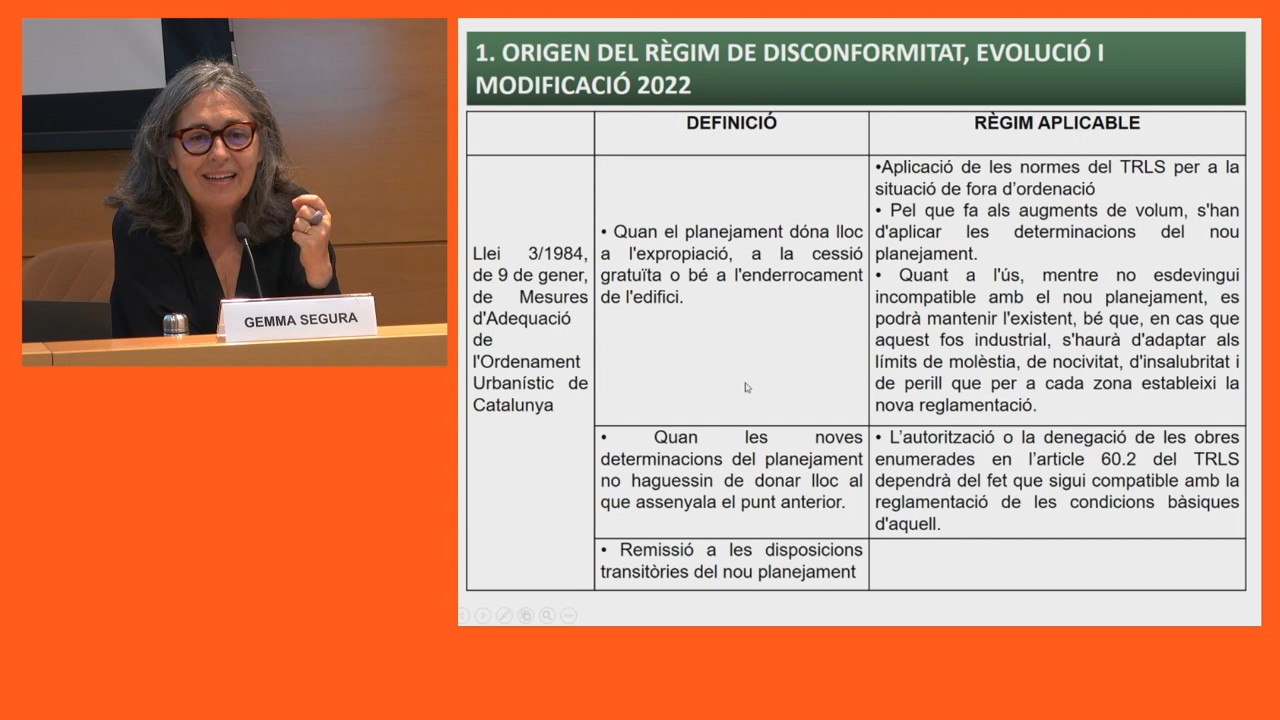 GEMMA SEGURA
1. ORIGEN DEL RÈGIM DE DISCONFORMITAT, EVOLUCIÓ I
MODIFICACIÓ 2022
DEFINICIÓ
RÈGIM APLICABLE
Llei 3/1984,
de 9 de gener,
de Mesures
d'Adequació
de
l'Ordenament
Urbanístic de
Catalunya
• Quan el planejament dóna lloc
a l'expropiació, a la cessió
gratuïta o bé a l'enderrocament
de l'edifici.
•Aplicació de les normes del TRLS per a la
situació de fora d’ordenació
• Pel que fa als augments de volum, s'han
d'aplicar les determinacions del nou
planejament.
• Quant a l'ús, mentre no esdevingui
incompatible amb el nou planejament, es
podrà mantenir l'existent, bé que, en cas que
aquest fos industrial, s'haurà d'adaptar als
límits de molèstia, de nocivitat, d'insalubritat i
de perill que per a cada zona estableixi la
nova reglamentació.
• Quan les noves
determinacions del planejament
no haguessin de donar lloc al
que assenyala el punt anterior.
• L’autorització o la denegació de les obres
enumerades en l’article 60.2 del TRLS
dependrà del fet que sigui compatible amb la
reglamentació de les condicions bàsiques
d'aquell.
• Remissió a les disposicions
transitòries del nou planejament